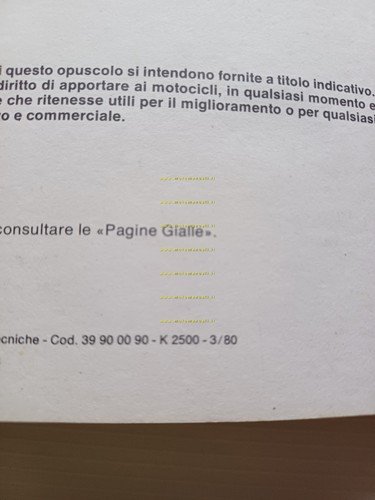 i questo opuscolo si intendono fornite a titolo indicativo.
diritto di apportare ai motocicli, in qualsiasi momento e
e che ritenesse utili per il miglioramento o per qualsiasi
o e commerciale.
consultare le «Pagine Gialle».
ecniche - Cod. 39 90 00 90 - K 2500 - 3/80